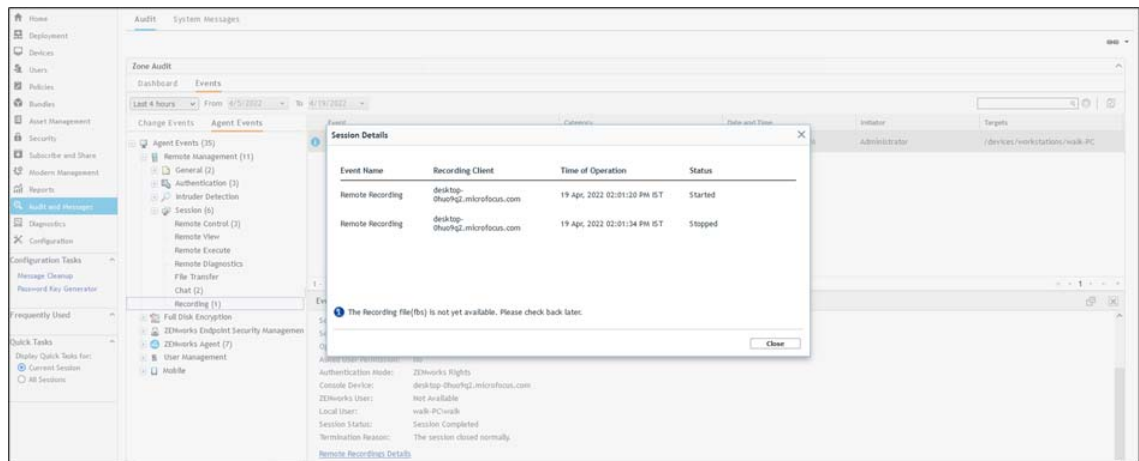 Home
Deployment
Devices
Users
Policies
Bundles
Asset Management
Security
Subscribe and Share
Modern Management
Reports
Audit and Messages
Diagnostics
Configuration
Configuration Tasks
Message Cleanup
Password Key Generator
Frequently Used
Quick Tasks
Display Quick Tasks for:
Current Session
All Sessions
Audit System Messages
Zone Audit
Dashboard Events
Last 4 hours From 4/5/2022 To 4/19/2022
Change Events Agent Events
Agent Events (35)
Remote Management (11)
General (2)
Authentication (3)
Intruder Detection
Session (6)
Remote Control (3)
Remote View
Remote Execute
Remote Diagnostics
File Transfer
Chat (2)
Recording (1)
Full Disk Encryption
ZENworks Endpoint Security Managemen
ZENworks Agent (7)
User Management
Mobile
Event Category Date and Time Initiator Targets
Administrator /devices/workstations/walk-PC
Session Details
Event Name Recording Client Time of Operation Status
Remote Recording desktop-0huo9q2.microfocus.com 19 Apr, 2022 02:01:20 PM IST Started
Remote Recording desktop-0huo9q2.microfocus.com 19 Apr, 2022 02:01:34 PM IST Stopped
The Recording file(fbs) is not yet available. Please check back later.
Close
Authentication Mode: ZENworks Rights
Console Device: desktop-0huo9q2.microfocus.com
ZENworks User: Not Available
Local User: walk-PC\walk
Session Status: Session Completed
Termination Reason: The session closed normally.
Remote Recordings Details